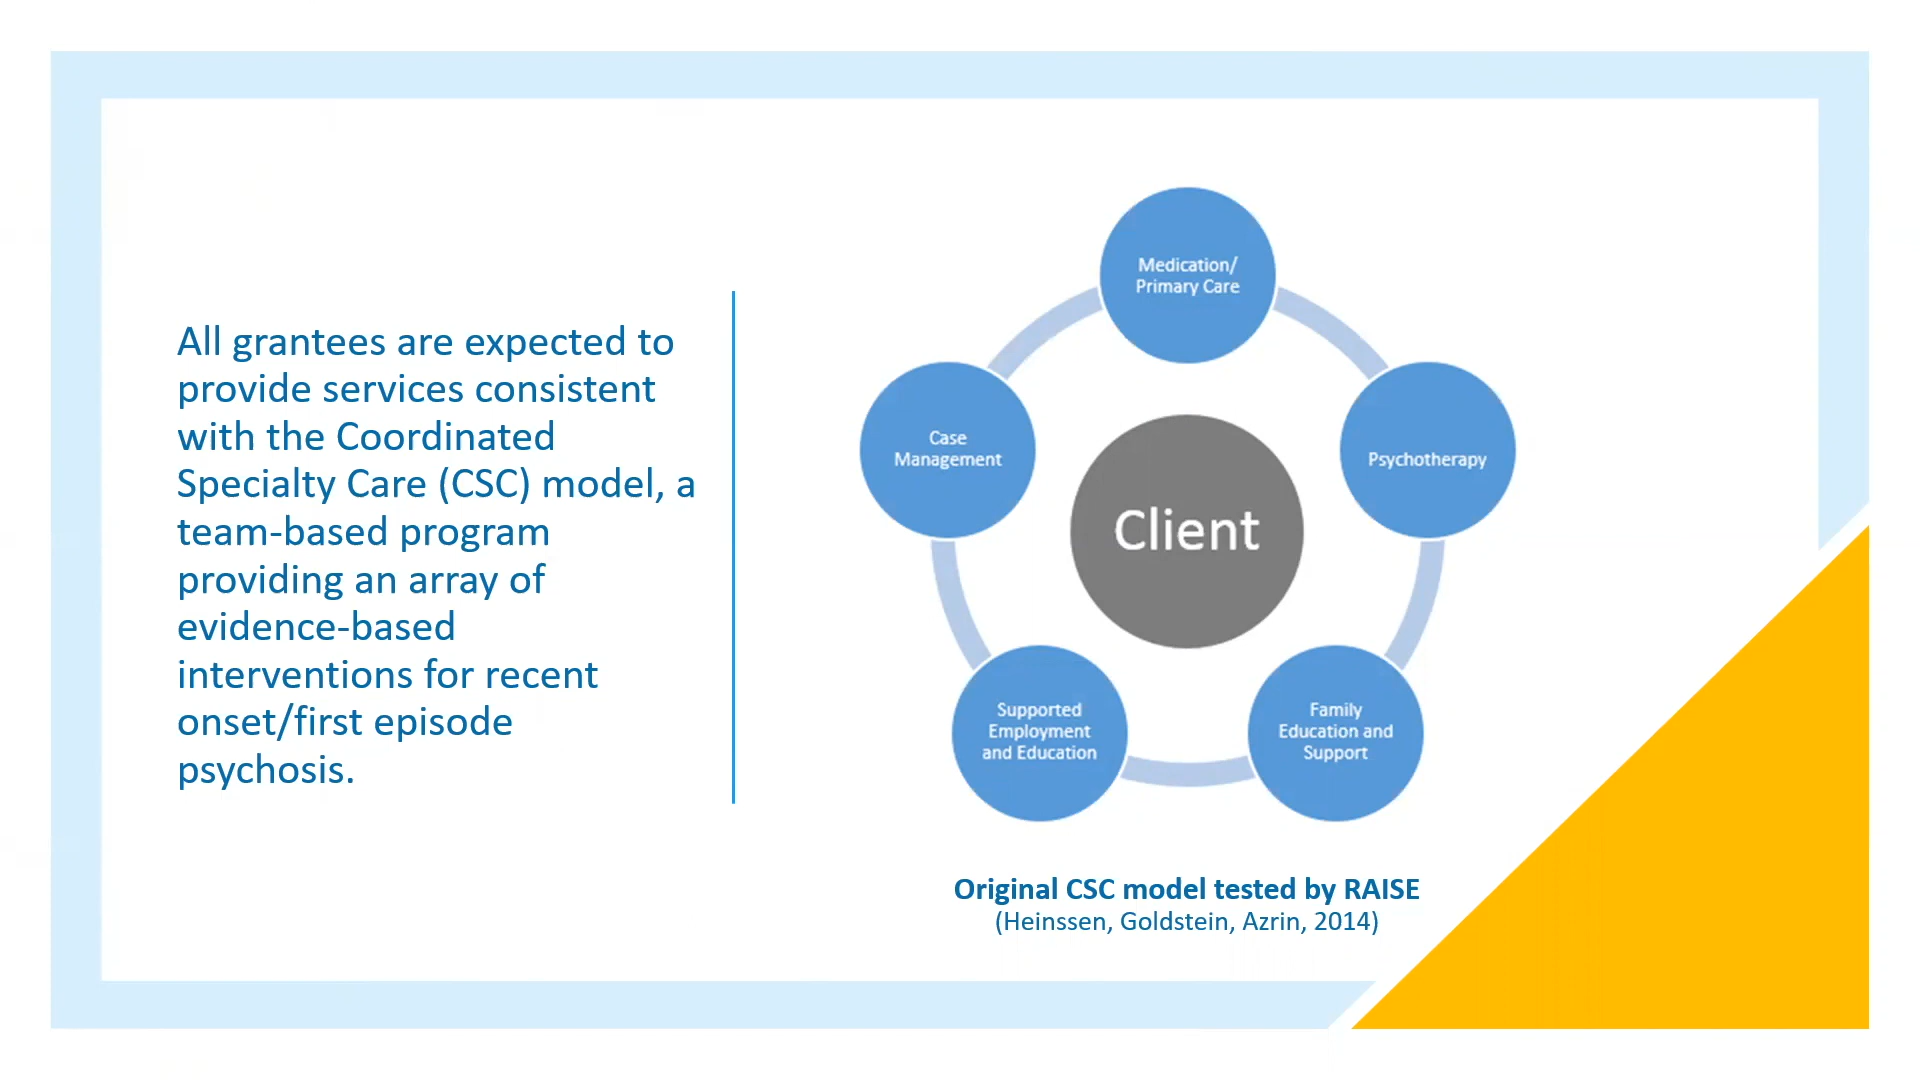 All grantees are expected to
provide services consistent
with the Coordinated
Specialty Care (CSC) model, a
team-based program
providing an array of
evidence-based
interventions for recent
onset/first episode
psychosis.
Medication/
Primary Care
Psychotherapy
Family
Education and
Support
Supported
Employment
and Education
Case
Management
Client
Original CSC model tested by RAISE
(Heinssen, Goldstein, Azrin, 2014)